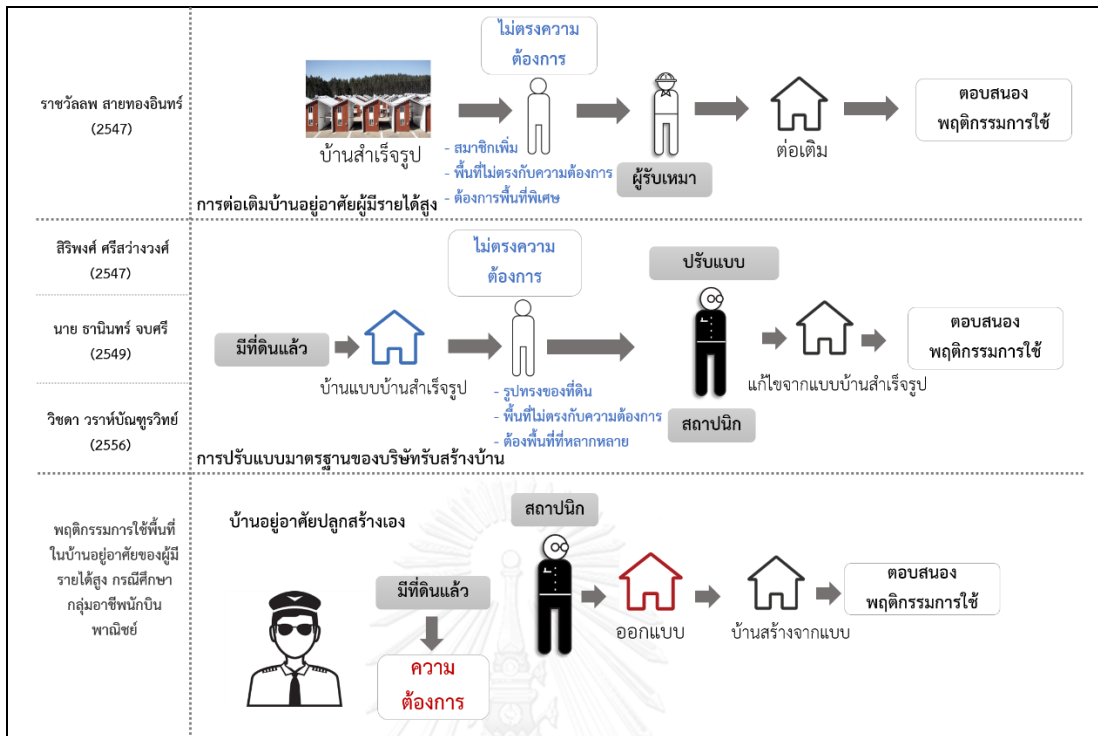 ราชวัลลพ สายทองอินทร์
(2547)
ไม่ตรงความ
ต้องการ
บ้านสำเร็จรูป
- สมาชิกเพิ่ม
- พื้นที่ไม่ตรงกับความต้องการ
- ต้องการพื้นที่พิเศษ
ผู้รับเหมา
ต่อเติม
ตอบสนอง
พฤติกรรมการใช้
การต่อเติมบ้านอยู่อาศัยผู้มีรายได้สูง
สิริพงศ์ ศรีสว่างวงศ์
(2547)
นาย ธานินทร์ จบศรี
(2549)
วิชดา วราห์บัณฑูรวิทย์
(2556)
มีที่ดินแล้ว
บ้านแบบบ้านสำเร็จรูป
ไม่ตรงความ
ต้องการ
- รูปทรงของที่ดิน
- พื้นที่ไม่ตรงกับความต้องการ
- ต้องพื้นที่ที่หลากหลาย
ปรับแบบ
สถาปนิก
แก้ไขจากแบบบ้านสำเร็จรูป
ตอบสนอง
พฤติกรรมการใช้
การปรับแบบมาตรฐานของบริษัทรับสร้างบ้าน
พฤติกรรมการใช้พื้นที่
ในบ้านอยู่อาศัยของผู้มี
รายได้สูง กรณีศึกษา
กลุ่มอาชีพนักบิน
พาณิชย์
บ้านอยู่อาศัยปลูกสร้างเอง
มีที่ดินแล้ว
ความ
ต้องการ
สถาปนิก
ออกแบบ
บ้านสร้างจากแบบ
ตอบสนอง
พฤติกรรมการใช้